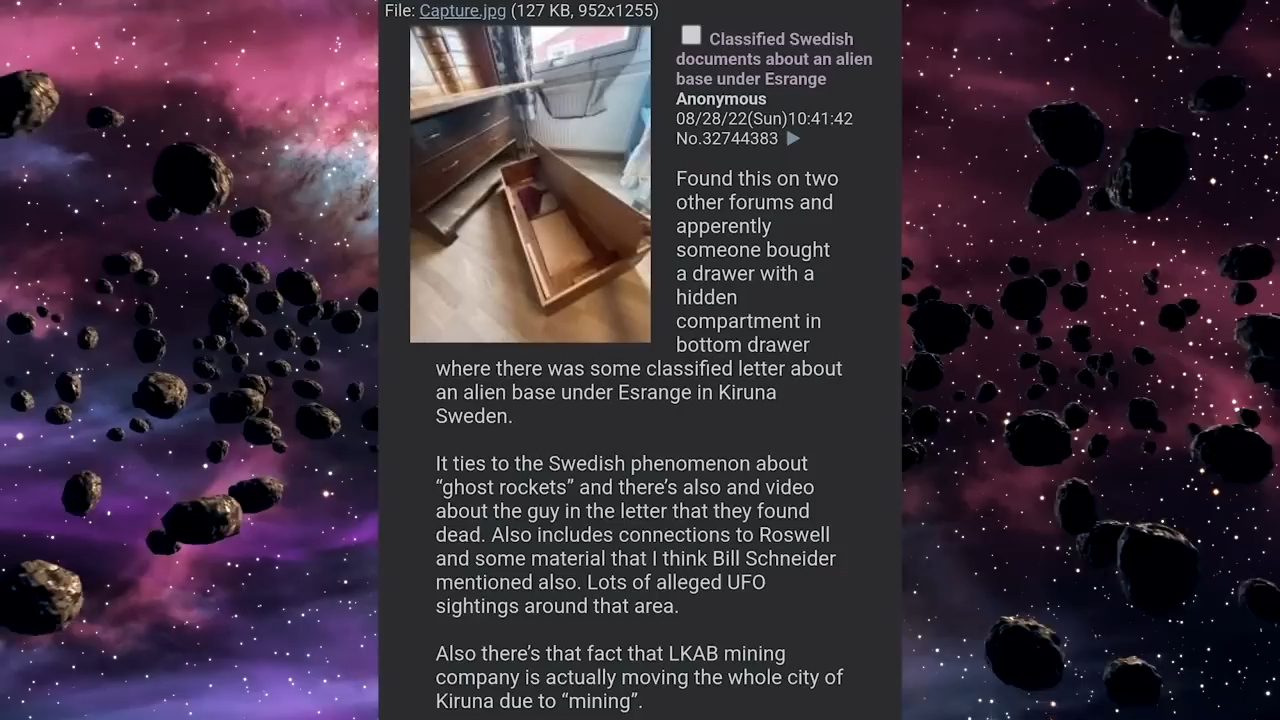 File: Capture.jpg (127 KB, 952x1255)
Classified Swedish
documents about an alien
base under Esrange
Anonymous
08/28/22(Sun)10:41:42
No.32744383
Found this on two
other forums and
apperently
someone bought
a drawer with a
hidden
compartment in
bottom drawer
where there was some classified letter about
an alien base under Esrange in Kiruna
Sweden.
It ties to the Swedish phenomenon about
“ghost rockets” and there’s also and video
about the guy in the letter that they found
dead. Also includes connections to Roswell
and some material that I think Bill Schneider
mentioned also. Lots of alleged UFO
sightings around that area.
Also there’s that fact that LKAB mining
company is actually moving the whole city of
Kiruna due to “mining”.